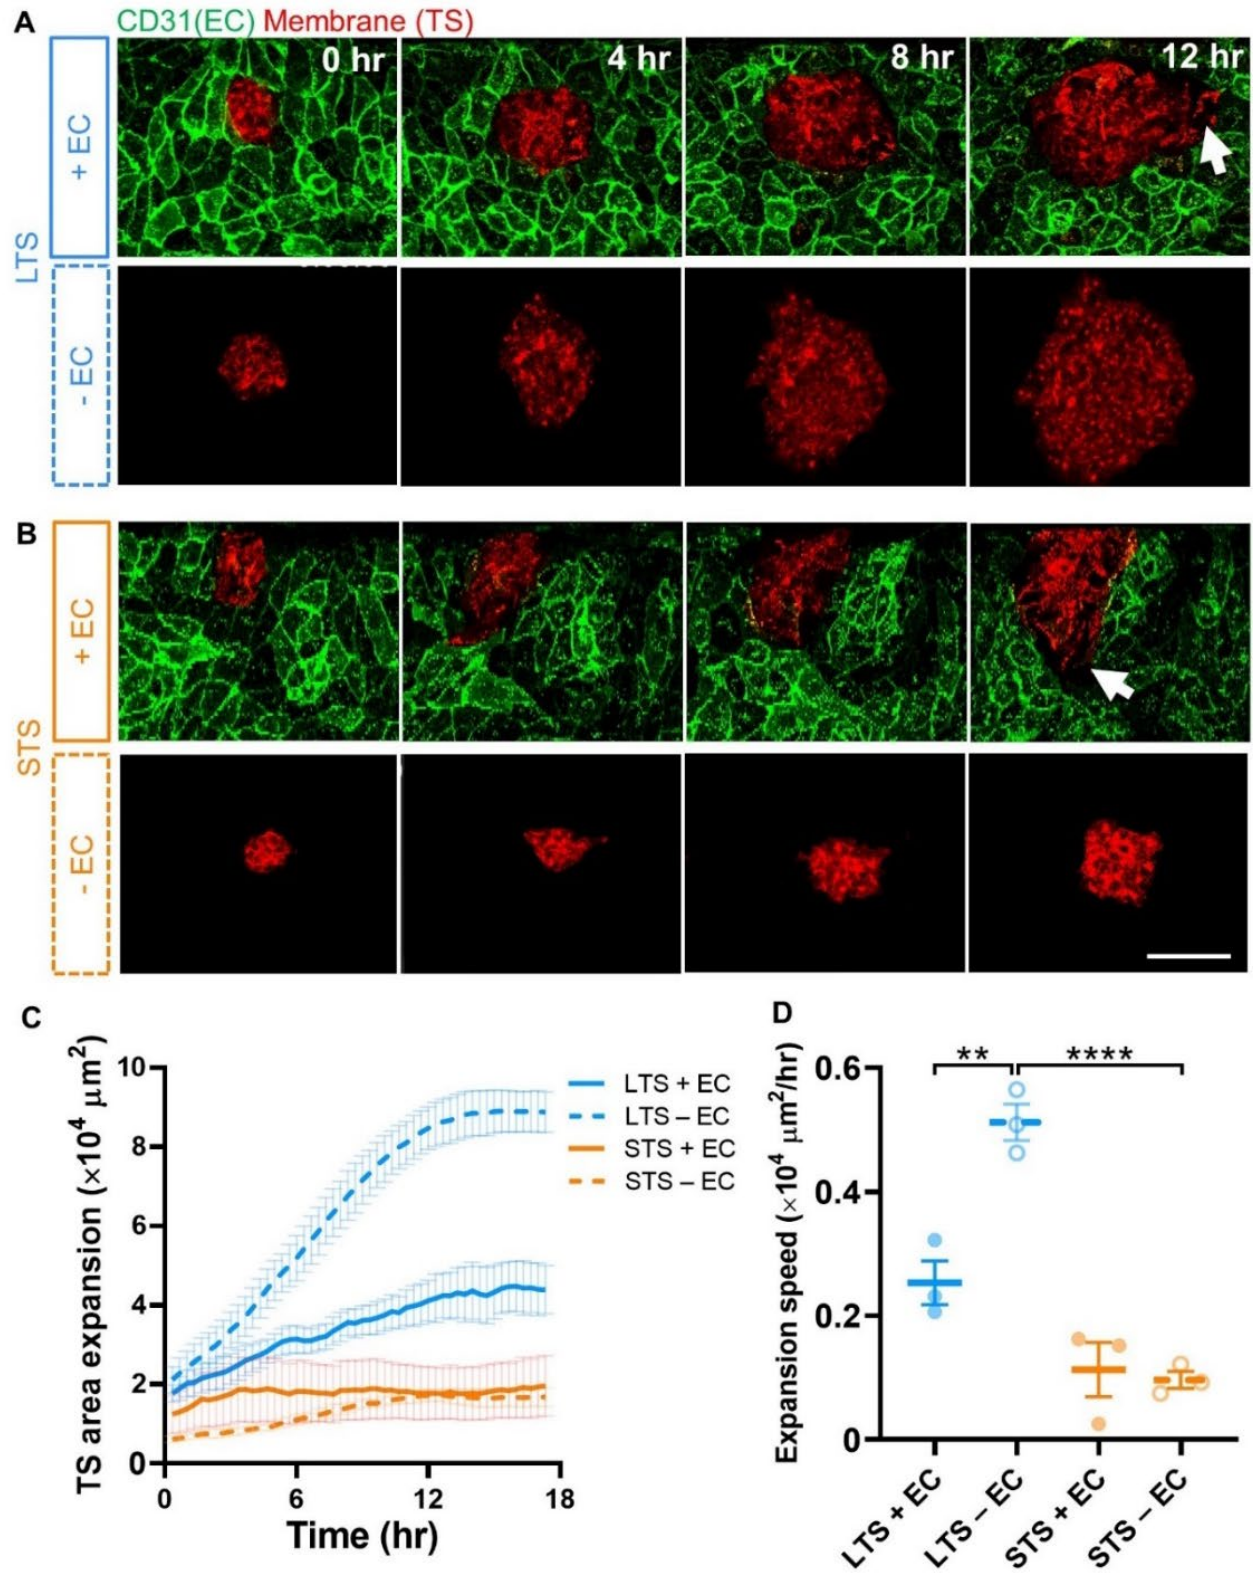 A
CD31(EC) Membrane (TS)
0 hr
4 hr
8 hr
12 hr
LTS
+ EC
- EC
B
STS
+ EC
- EC
C
TS area expansion (×10⁴ µm²)
10
8
6
4
2
0
0
6
12
18
Time (hr)
LTS + EC
LTS – EC
STS + EC
STS – EC
D
Expansion speed (×10⁴ µm²/hr)
0.6
0.4
0.2
0
**
****
LTS + EC
LTS – EC
STS + EC
STS – EC